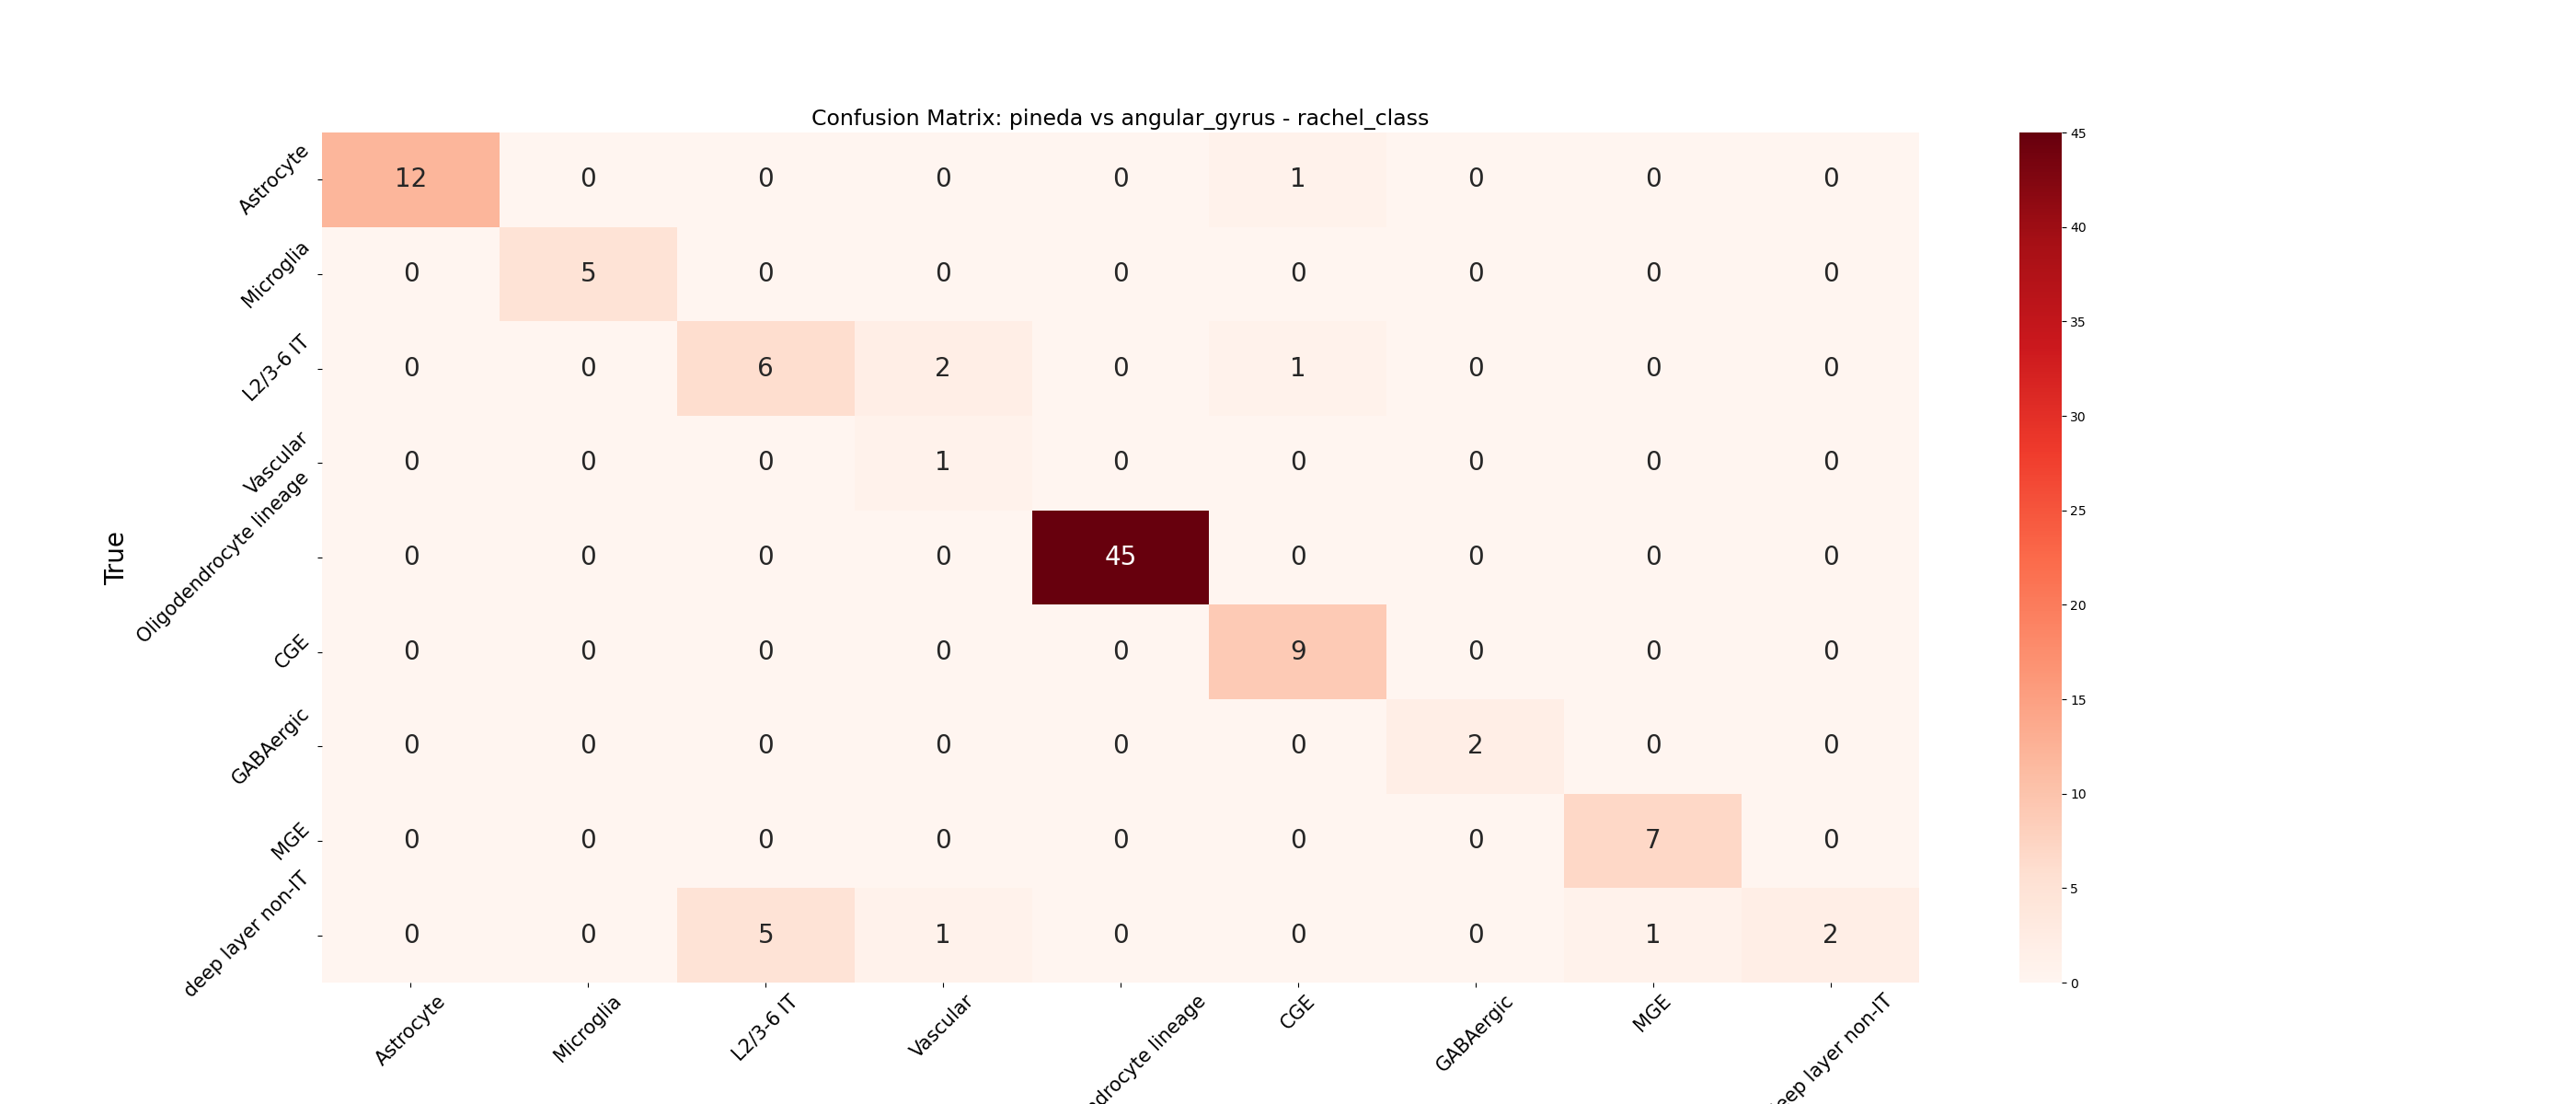 Confusion Matrix: pineda vs angular_gyrus - rachel_class
Astrocyte 12 0 0 0 0 1 0 0 0
Microglia 0 5 0 0 0 0 0 0 0
L2/3-6 IT 0 0 6 2 0 1 0 0 0
Vascular 0 0 0 1 0 0 0 0 0
Oligodendrocyte lineage 0 0 0 0 45 0 0 0 0
CGE 0 0 0 0 0 9 0 0 0
GABAergic 0 0 0 0 0 0 2 0 0
MGE 0 0 0 0 0 0 0 7 0
deep layer non-IT 0 0 5 1 0 0 0 1 2
True
Astrocyte Microglia L2/3-6 IT Vascular lineage CGE GABAergic MGE layer non-IT
45
40
35
30
25
20
15
10
5
0